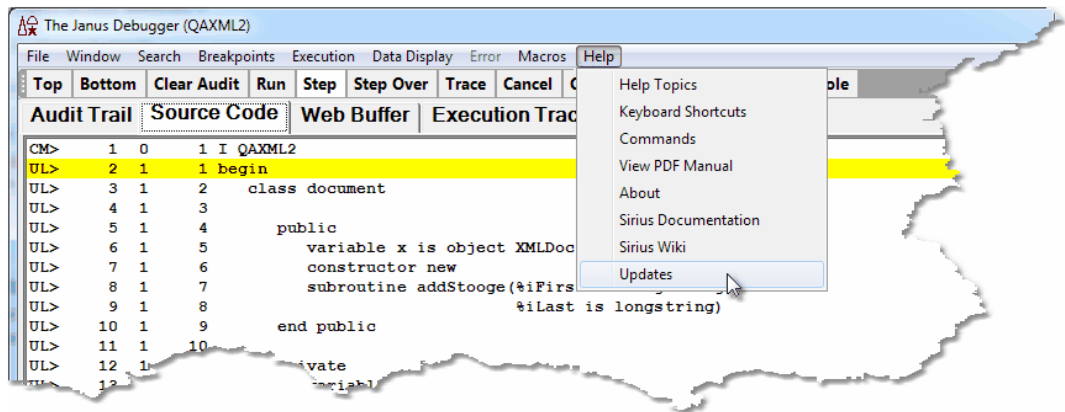 The Janus Debugger (QAXML2)
File Window Search Breakpoints Execution Data Display Error Macros Help
Top Bottom Clear Audit Run Step Step Over Trace Cancel
Audit Trail Source Code Web Buffer Execution Trac
Help Topics
Keyboard Shortcuts
Commands
View PDF Manual
About
Sirius Documentation
Sirius Wiki
Updates
CM> 1 0 1 I QAXML2
UL> 2 1 1 begin
UL> 3 1 2 class document
UL> 4 1 3
UL> 5 1 4 public
UL> 6 1 5 variable x is object XMLDoc
UL> 7 1 6 constructor new
UL> 8 1 7 subroutine addStooge(%iFirs
UL> 9 1 8 %iLast is longstring)
UL> 10 1 9 end public
UL> 11 1 10
UL> 12 1